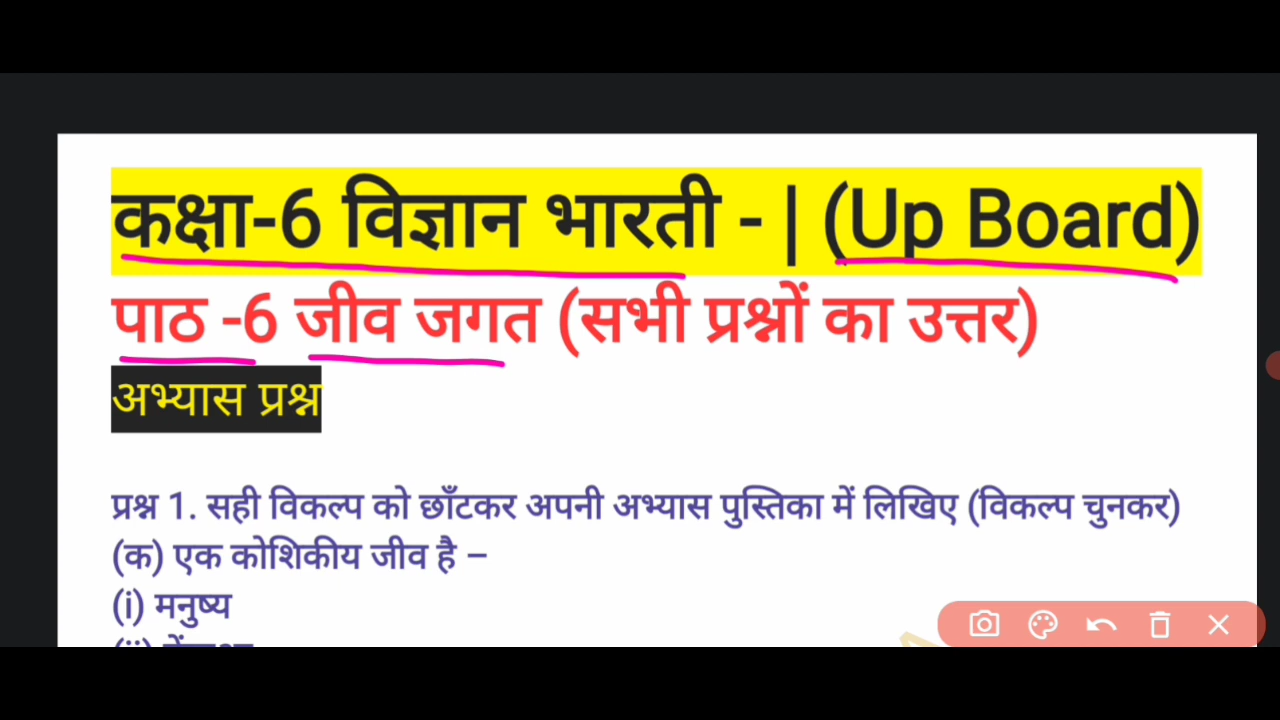 कक्षा-6 विज्ञान भारती - | (Up Board)
पाठ -6 जीव जगत (सभी प्रश्नों का उत्तर)
अभ्यास प्रश्न
प्रश्न 1. सही विकल्प को छाँटकर अपनी अभ्यास पुस्तिका में लिखिए (विकल्प चुनकर)
(क) एक कोशिकीय जीव है –
(i) मनुष्य